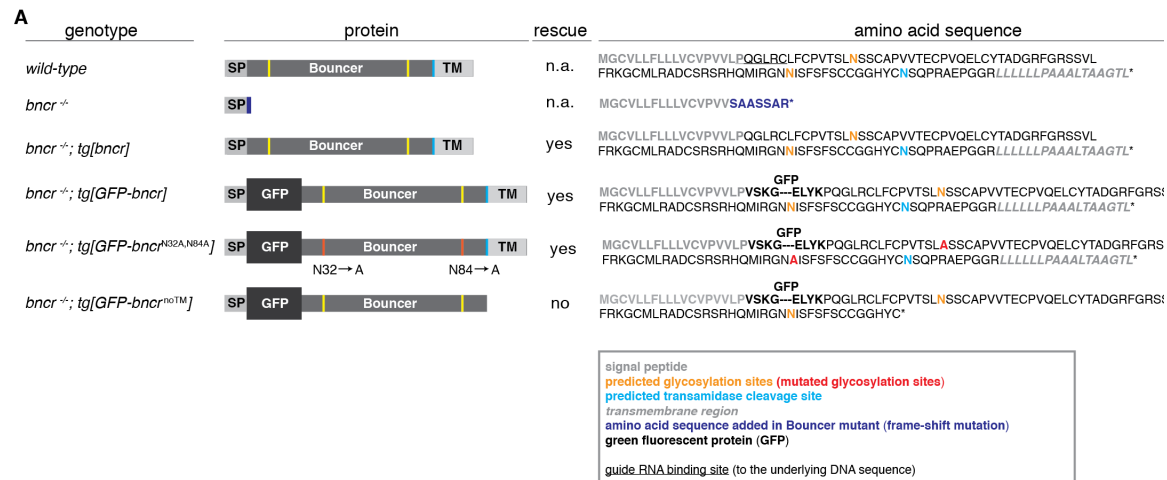 A
genotype protein rescue amino acid sequence
wild-type SP Bouncer TM n.a. MGCVLLFLLLVCVPVVLPQGLRCLFCPVTSLNSSCAPVVTECPVQELCYTADGRFGRSSVL
FRKGCMLRADCSRSRHQMIRGNNISFSFSCCGGHYCNSQPRAEPGGRLLLLLLPAAALTAAGTL*
bncr -/- SP n.a. MGCVLLFLLLVCVPVVSAASSAR*
bncr -/-; tg[bncr] SP Bouncer TM yes MGCVLLFLLLVCVPVVLPQGLRCLFCPVTSLNSSCAPVVTECPVQELCYTADGRFGRSSVL
FRKGCMLRADCSRSRHQMIRGNNISFSFSCCGGHYCNSQPRAEPGGRLLLLLLPAAALTAAGTL*
GFP
bncr -/-; tg[GFP-bncr] SP GFP Bouncer TM yes MGCVLLFLLLVCVPVVLPVSKG---ELYKPQGLRCLFCPVTSLNSSCAPVVTECPVQELCYTADGRFGRSS
FRKGCMLRADCSRSRHQMIRGNNISFSFSCCGGHYCNSQPRAEPGGRLLLLLLPAAALTAAGTL*
GFP
bncr -/-; tg[GFP-bncrN32A,N84A] SP GFP Bouncer TM yes MGCVLLFLLLVCVPVVLPVSKG---ELYKPQGLRCLFCPVTSLASSCAPVVTECPVQELCYTADGRFGRS
FRKGCMLRADCSRSRHQMIRGNAISFSFSCCGGHYCNSQPRAEPGGRLLLLLLPAAALTAAGTL*
N32→A N84→A
GFP
bncr -/-; tg[GFP-bncrnoTM] SP GFP Bouncer no MGCVLLFLLLVCVPVVLPVSKG---ELYKPQGLRCLFCPVTSLNSSCAPVVTECPVQELCYTADGRFGRSS
FRKGCMLRADCSRSRHQMIRGNNISFSFSCCGGHYC*
signal peptide
predicted glycosylation sites (mutated glycosylation sites)
predicted transamidase cleavage site
transmembrane region
amino acid sequence added in Bouncer mutant (frame-shift mutation)
green fluorescent protein (GFP)
guide RNA binding site (to the underlying DNA sequence)